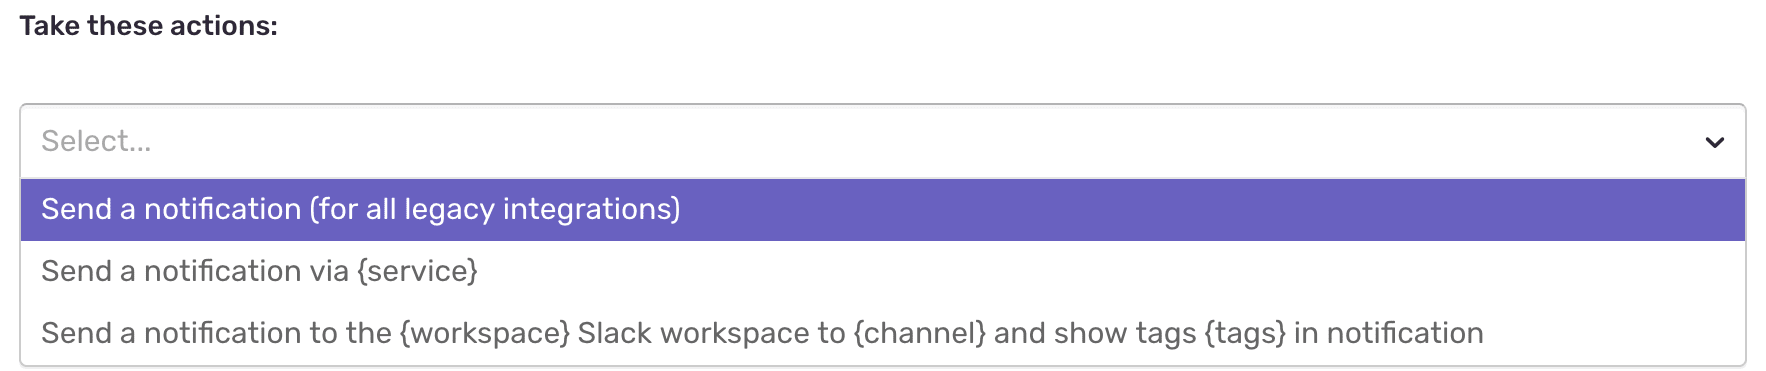 Take these actions:
Select...
Send a notification (for all legacy integrations)
Send a notification via {service}
Send a notification to the {workspace} Slack workspace to {channel} and show tags {tags} in notification